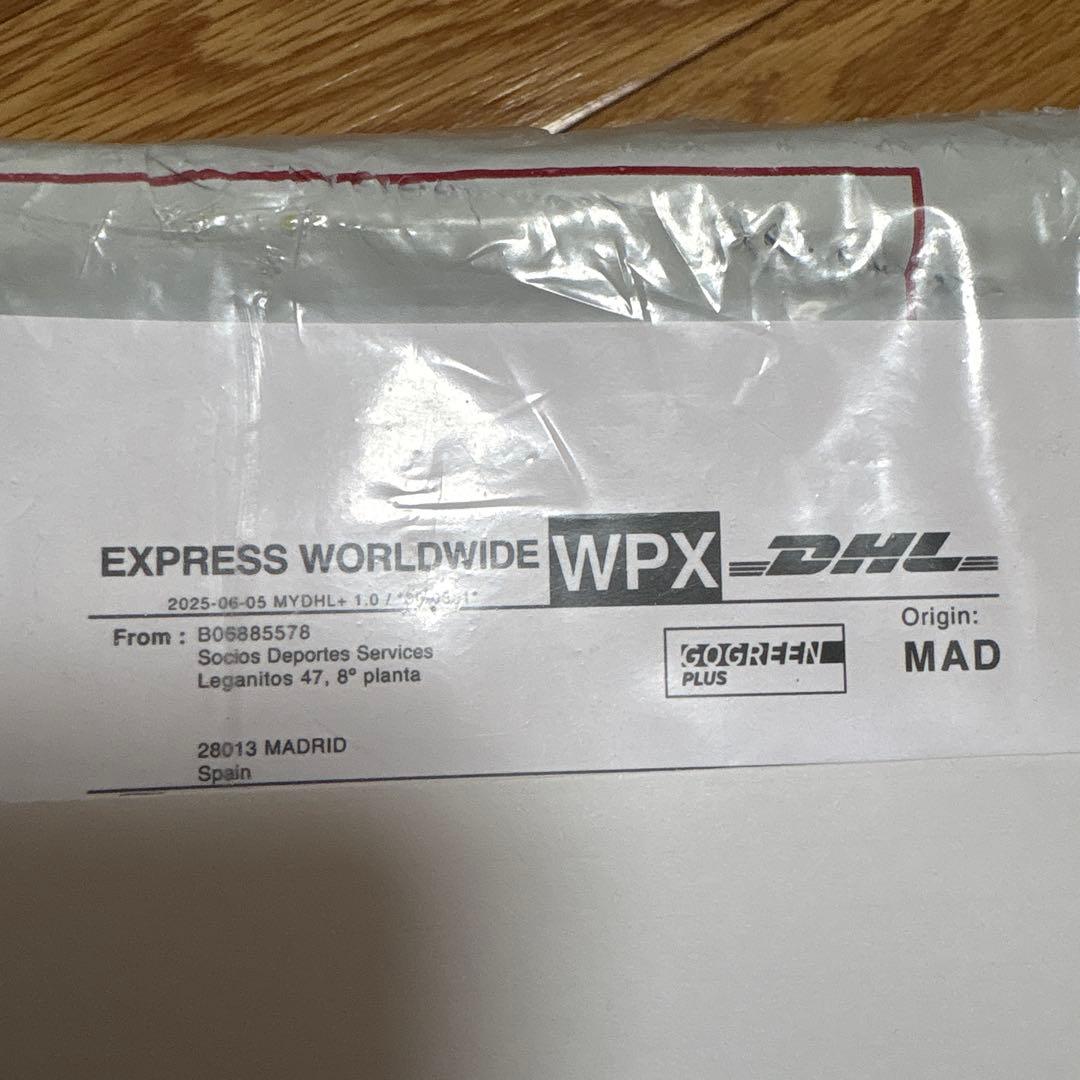 EXPRESS WORLDWIDE WPX DHL
2025-06-05 MYDHL+ 1.0 /
From : B06885578
Socios Deportes Services
Leganitos 47, 8º planta
28013 MADRID
Spain
GOGREEN
PLUS
Origin:
MAD